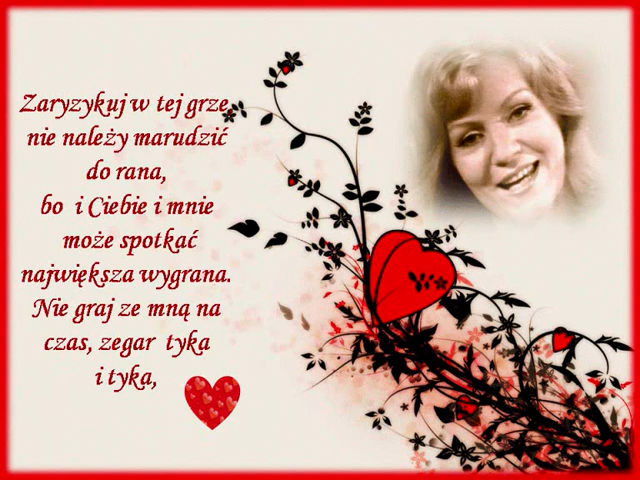 Zaryzykuj w tej grze,
nie należy marudzić
do rana,
bo i Ciebie i mnie
może spotkać
największa wygrana.
Nie graj ze mną na
czas, zegar tyka
i tyka,